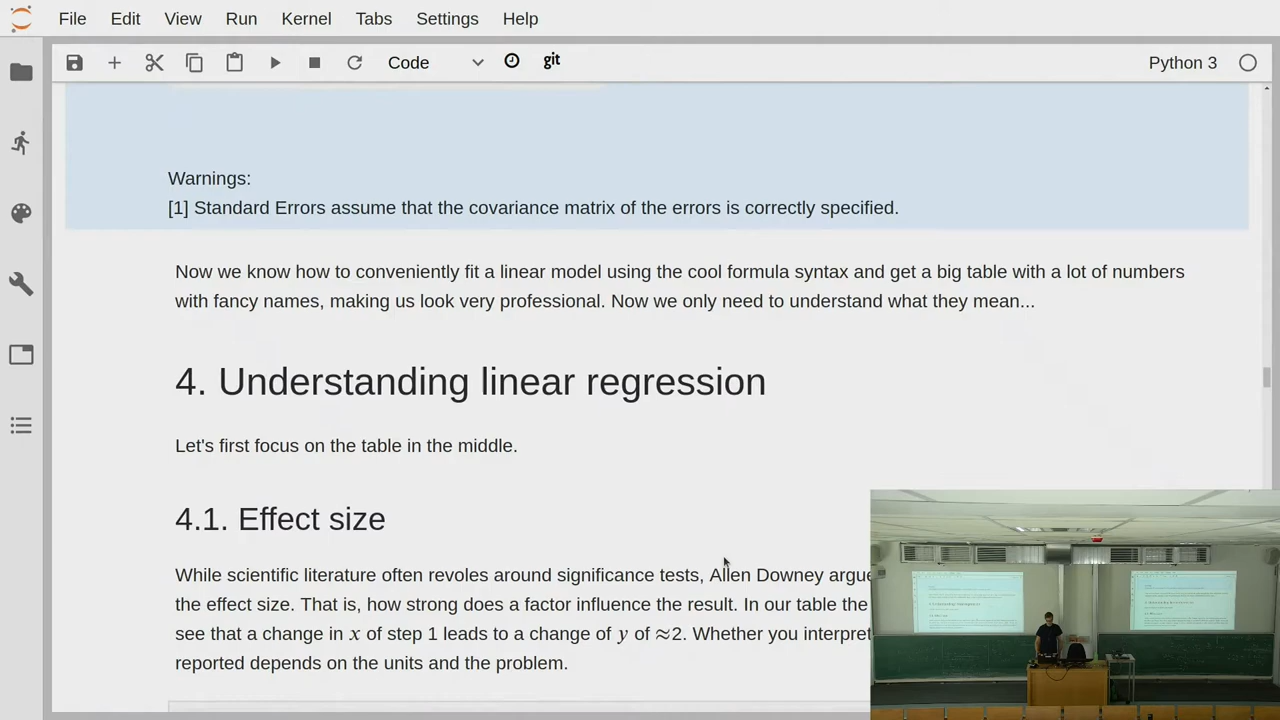 File Edit View Run Kernel Tabs Settings Help
Code git Python 3
Warnings:
[1] Standard Errors assume that the covariance matrix of the errors is correctly specified.
Now we know how to conveniently fit a linear model using the cool formula syntax and get a big table with a lot of numbers
with fancy names, making us look very professional. Now we only need to understand what they mean...
4. Understanding linear regression
Let's first focus on the table in the middle.
4.1. Effect size
While scientific literature often revoles around significance tests, Allen Downey argue
the effect size. That is, how strong does a factor influence the result. In our table the
see that a change in x of step 1 leads to a change of y of ≈2. Whether you interpret
reported depends on the units and the problem.